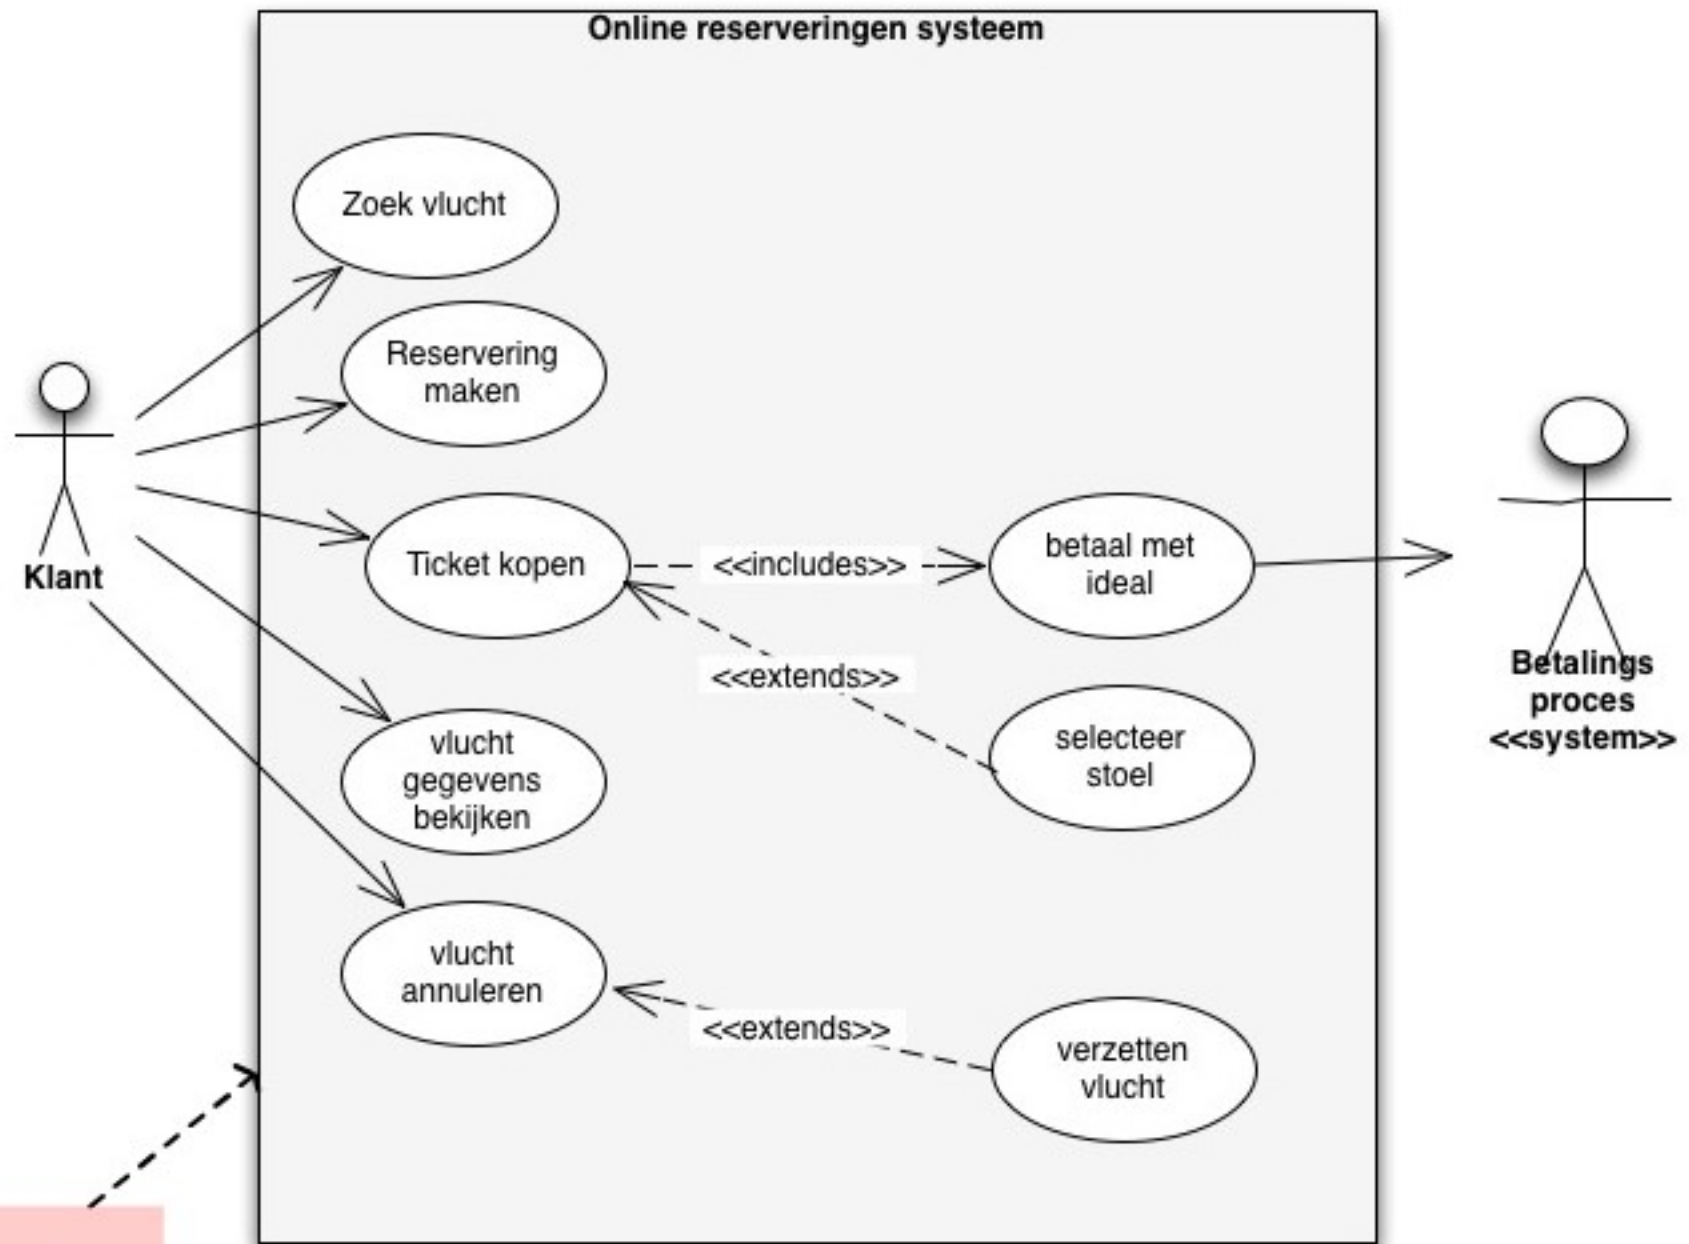 Online reserveringen systeem
Zoek vlucht
Reservering
maken
Klant
Ticket kopen
<<includes>>
betaal met
ideal
<<extends>>
selecteer
stoel
Betalings
proces
<<system>>
vlucht
gegevens
bekijken
vlucht
annuleren
<<extends>>
verzetten
vlucht